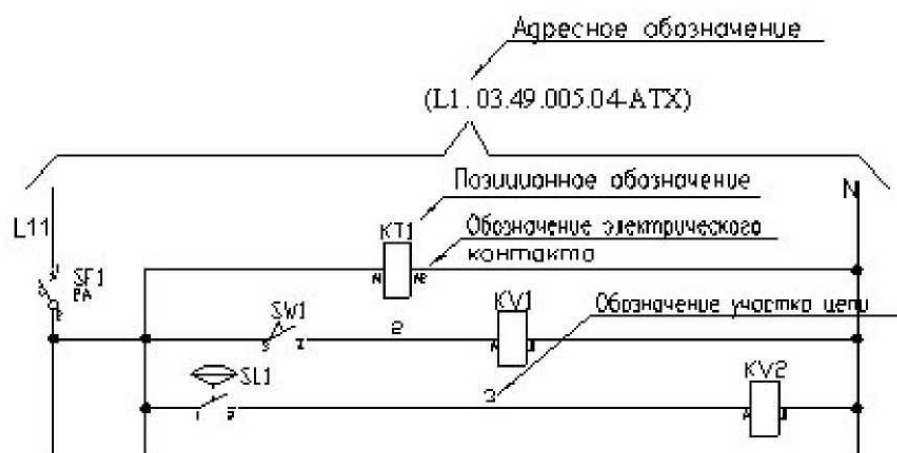 Адресное обозначение
(L1. 03.49.005.04-АТХ)
Позиционное обозначение
N
L11
KT1
Обозначение электрического
контакта
SF1
SW1
KV1
Обозначение участка цепи
2
SL1
3
KV2